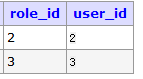 role_id user_id
2 2
3 3